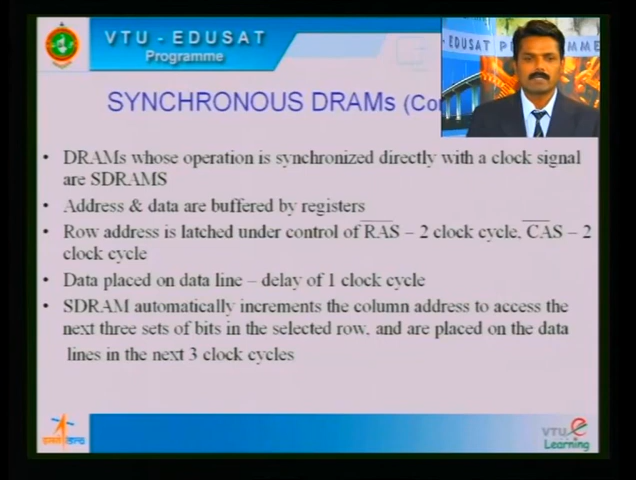 VTU - EDUSAT
Programme
- EDUSAT P
MME
SYNCHRONOUS DRAMs (Co
• DRAMs whose operation is synchronized directly with a clock signal
are SDRAMS
• Address & data are buffered by registers
• Row address is latched under control of RAS – 2 clock cycle, CAS – 2
clock cycle
• Data placed on data line – delay of 1 clock cycle
• SDRAM automatically increments the column address to access the
next three sets of bits in the selected row, and are placed on the data
lines in the next 3 clock cycles
VTU e
Learning